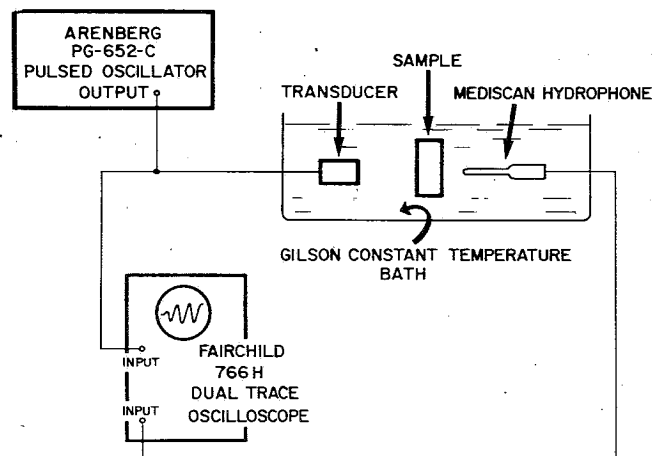 ARENBERG
PG-652-C
PULSED OSCILLATOR
OUTPUT
SAMPLE
TRANSDUCER
MEDISCAN HYDROPHONE
GILSON CONSTANT TEMPERATURE
BATH
INPUT
FAIRCHILD
766H
DUAL TRACE
INPUT
OSCILLOSCOPE